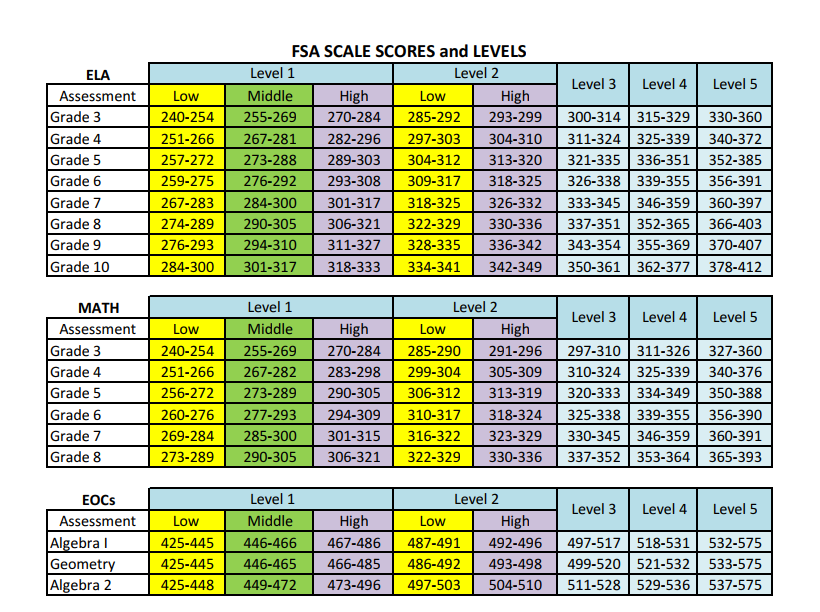 FSA SCALE SCORES and LEVELS
ELA Level 1 Level 2 Level 3 Level 4 Level 5
Assessment Low Middle High Low High
Grade 3 240-254 255-269 270-284 285-292 293-299 300-314 315-329 330-360
Grade 4 251-266 267-281 282-296 297-303 304-310 311-324 325-339 340-372
Grade 5 257-272 273-288 289-303 304-312 313-320 321-335 336-351 352-385
Grade 6 259-275 276-292 293-308 309-317 318-325 326-338 339-355 356-391
Grade 7 267-283 284-300 301-317 318-325 326-332 333-345 346-359 360-397
Grade 8 274-289 290-305 306-321 322-329 330-336 337-351 352-365 366-403
Grade 9 276-293 294-310 311-327 328-335 336-342 343-354 355-369 370-407
Grade 10 284-300 301-317 318-333 334-341 342-349 350-361 362-377 378-412
MATH Level 1 Level 2 Level 3 Level 4 Level 5
Assessment Low Middle High Low High
Grade 3 240-254 255-269 270-284 285-290 291-296 297-310 311-326 327-360
Grade 4 251-266 267-282 283-298 299-304 305-309 310-324 325-339 340-376
Grade 5 256-272 273-289 290-305 306-312 313-319 320-333 334-349 350-388
Grade 6 260-276 277-293 294-309 310-317 318-324 325-338 339-355 356-390
Grade 7 269-284 285-300 301-315 316-322 323-329 330-345 346-359 360-391
Grade 8 273-289 290-305 306-321 322-329 330-336 337-352 353-364 365-393
EOCs Level 1 Level 2 Level 3 Level 4 Level 5
Assessment Low Middle High Low High
Algebra I 425-445 446-466 467-486 487-491 492-496 497-517 518-531 532-575
Geometry 425-445 446-465 466-485 486-492 493-498 499-520 521-532 533-575
Algebra 2 425-448 449-472 473-496 497-503 504-510 511-528 529-536 537-575